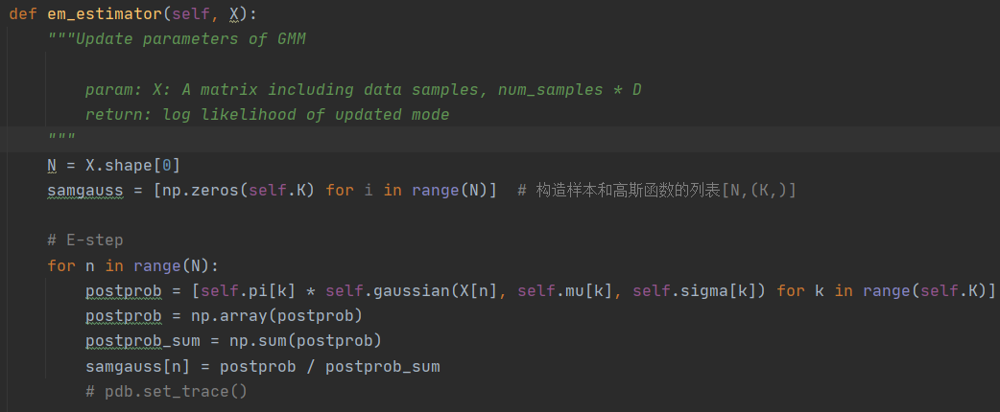 def em_estimator(self, X):
"""Update parameters of GMM
param: X: A matrix including data samples, num_samples * D
return: log likelihood of updated mode
"""
N = X.shape[0]
samgauss = [np.zeros(self.K) for i in range(N)]  # 构造样本和高斯函数的列表[N,(K,)]
# E-step
for n in range(N):
postprob = [self.pi[k] * self.gaussian(X[n], self.mu[k], self.sigma[k]) for k in range(self.K)]
postprob = np.array(postprob)
postprob_sum = np.sum(postprob)
samgauss[n] = postprob / postprob_sum
# pdb.set_trace()